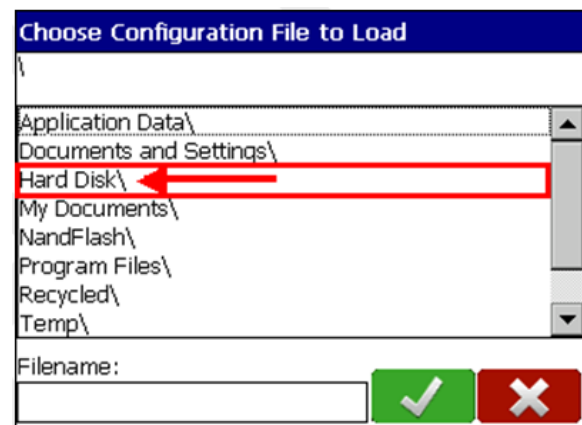 Choose Configuration File to Load
\
Application Data\
Documents and Settings\
Hard Disk\
My Documents\
NandFlash\
Program Files\
Recycled\
Temp\
Filename: